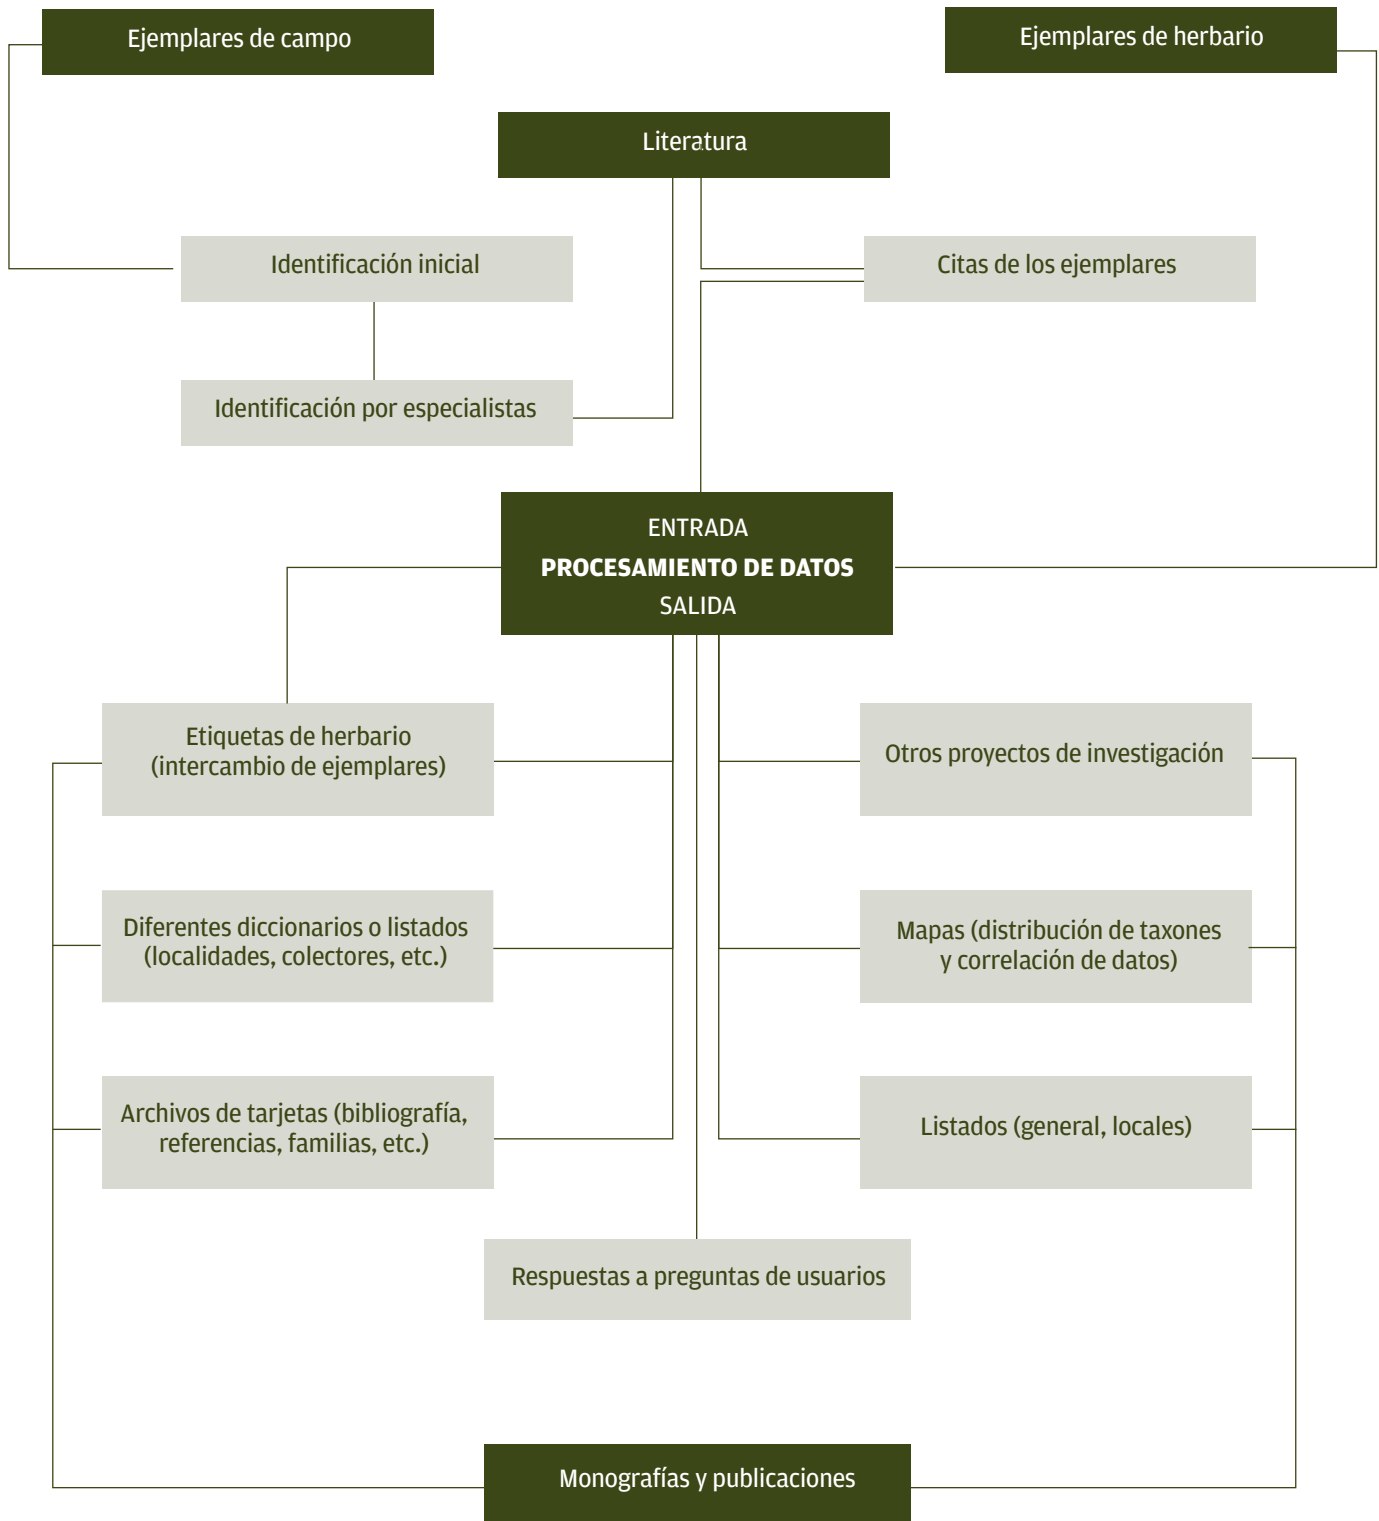 Ejemplares de campo
Ejemplares de herbario
Literatura
Identificación inicial
Citas de los ejemplares
Identificación por especialistas
ENTRADA
PROCESAMIENTO DE DATOS
SALIDA
Etiquetas de herbario
(intercambio de ejemplares)
Otros proyectos de investigación
Diferentes diccionarios o listados
(localidades, colectores, etc.)
Mapas (distribución de taxones
y correlación de datos)
Archivos de tarjetas (bibliografía,
referencias, familias, etc.)
Listados (general, locales)
Respuestas a preguntas de usuarios
Monografías y publicaciones